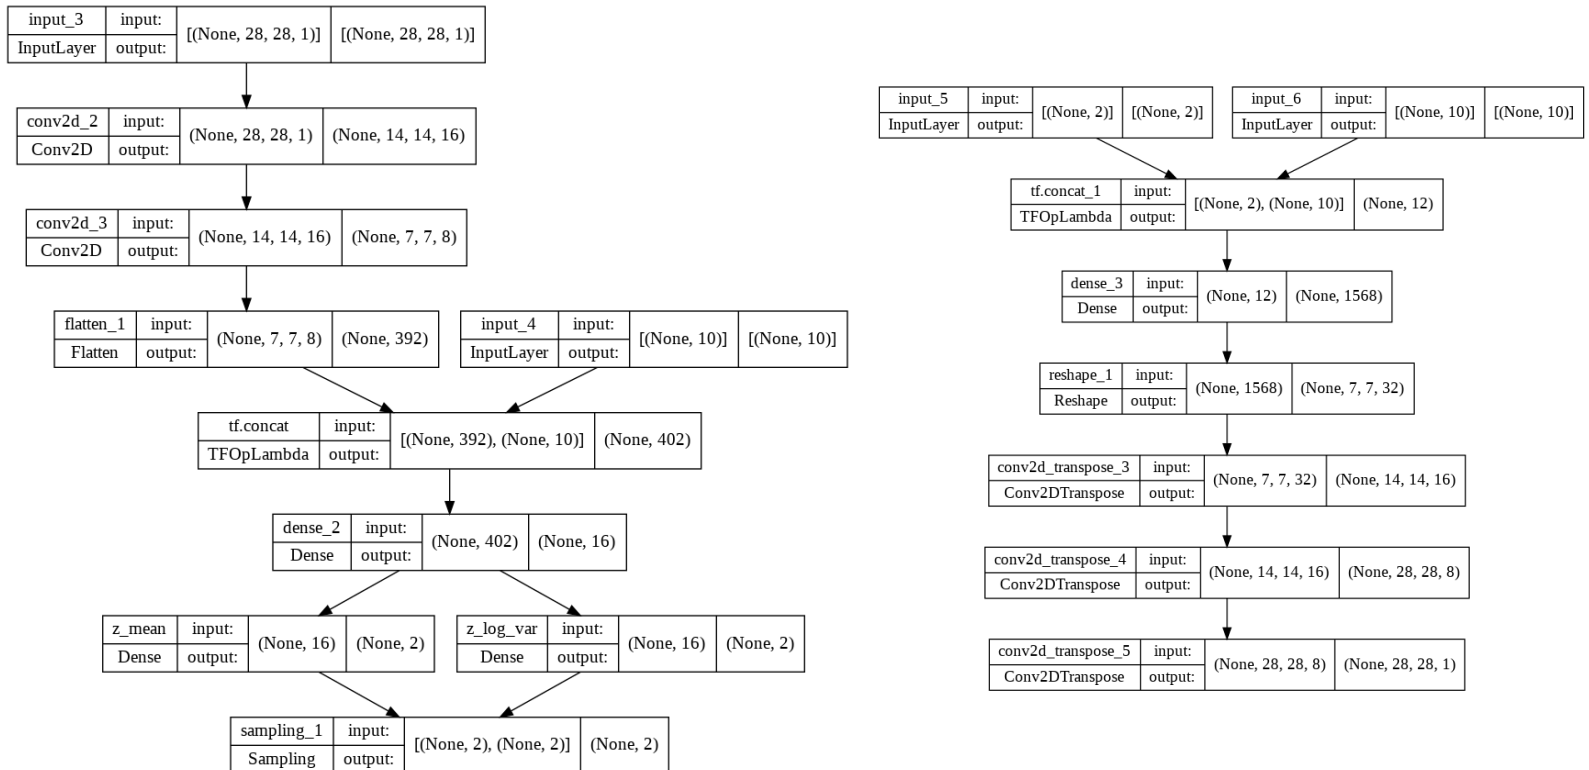 input_3 input: [(None, 28, 28, 1)] [(None, 28, 28, 1)]
InputLayer output:
conv2d_2 input: (None, 28, 28, 1) (None, 14, 14, 16)
Conv2D output:
conv2d_3 input: (None, 14, 14, 16) (None, 7, 7, 8)
Conv2D output:
flatten_1 input: (None, 7, 7, 8) (None, 392)
Flatten output:
input_4 input: [(None, 10)] [(None, 10)]
InputLayer output:
tf.concat input: [(None, 392), (None, 10)] (None, 402)
TFOpLambda output:
dense_2 input: (None, 402) (None, 16)
Dense output:
z_mean input: (None, 16) (None, 2)
Dense output:
z_log_var input: (None, 16) (None, 2)
Dense output:
sampling_1 input: [(None, 2), (None, 2)] (None, 2)
Sampling output:
input_5 input: [(None, 2)] [(None, 2)]
InputLayer output:
input_6 input: [(None, 10)] [(None, 10)]
InputLayer output:
tf.concat_1 input: [(None, 2), (None, 10)] (None, 12)
TFOpLambda output:
dense_3 input: (None, 12) (None, 1568)
Dense output:
reshape_1 input: (None, 1568) (None, 7, 7, 32)
Reshape output:
conv2d_transpose_3 input: (None, 7, 7, 32) (None, 14, 14, 16)
Conv2DTranspose output:
conv2d_transpose_4 input: (None, 14, 14, 16) (None, 28, 28, 8)
Conv2DTranspose output:
conv2d_transpose_5 input: (None, 28, 28, 8) (None, 28, 28, 1)
Conv2DTranspose output: